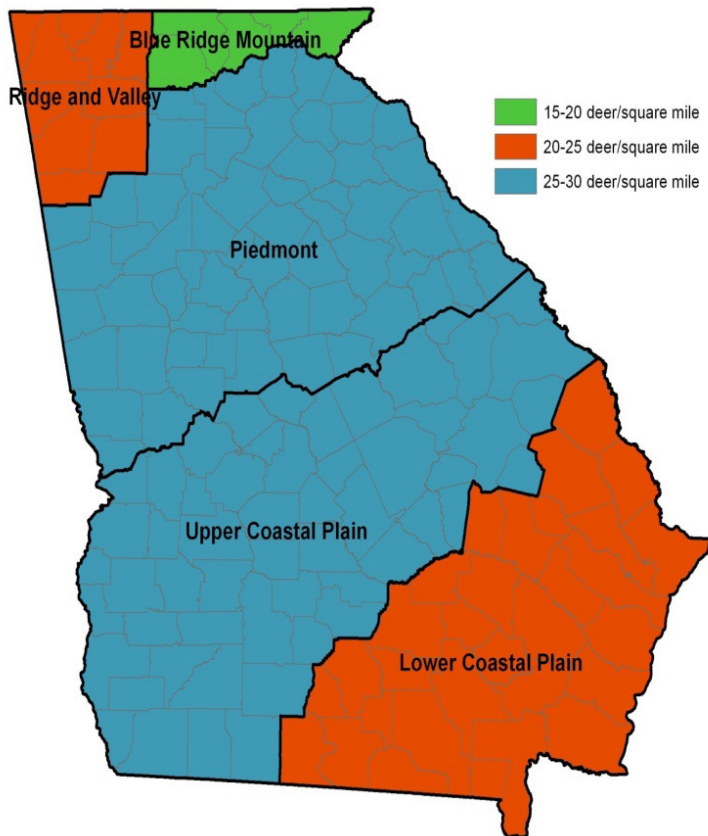 Blue Ridge Mountain
Ridge and Valley
15-20 deer/square mile
20-25 deer/square mile
25-30 deer/square mile
Piedmont
Upper Coastal Plain
Lower Coastal Plain